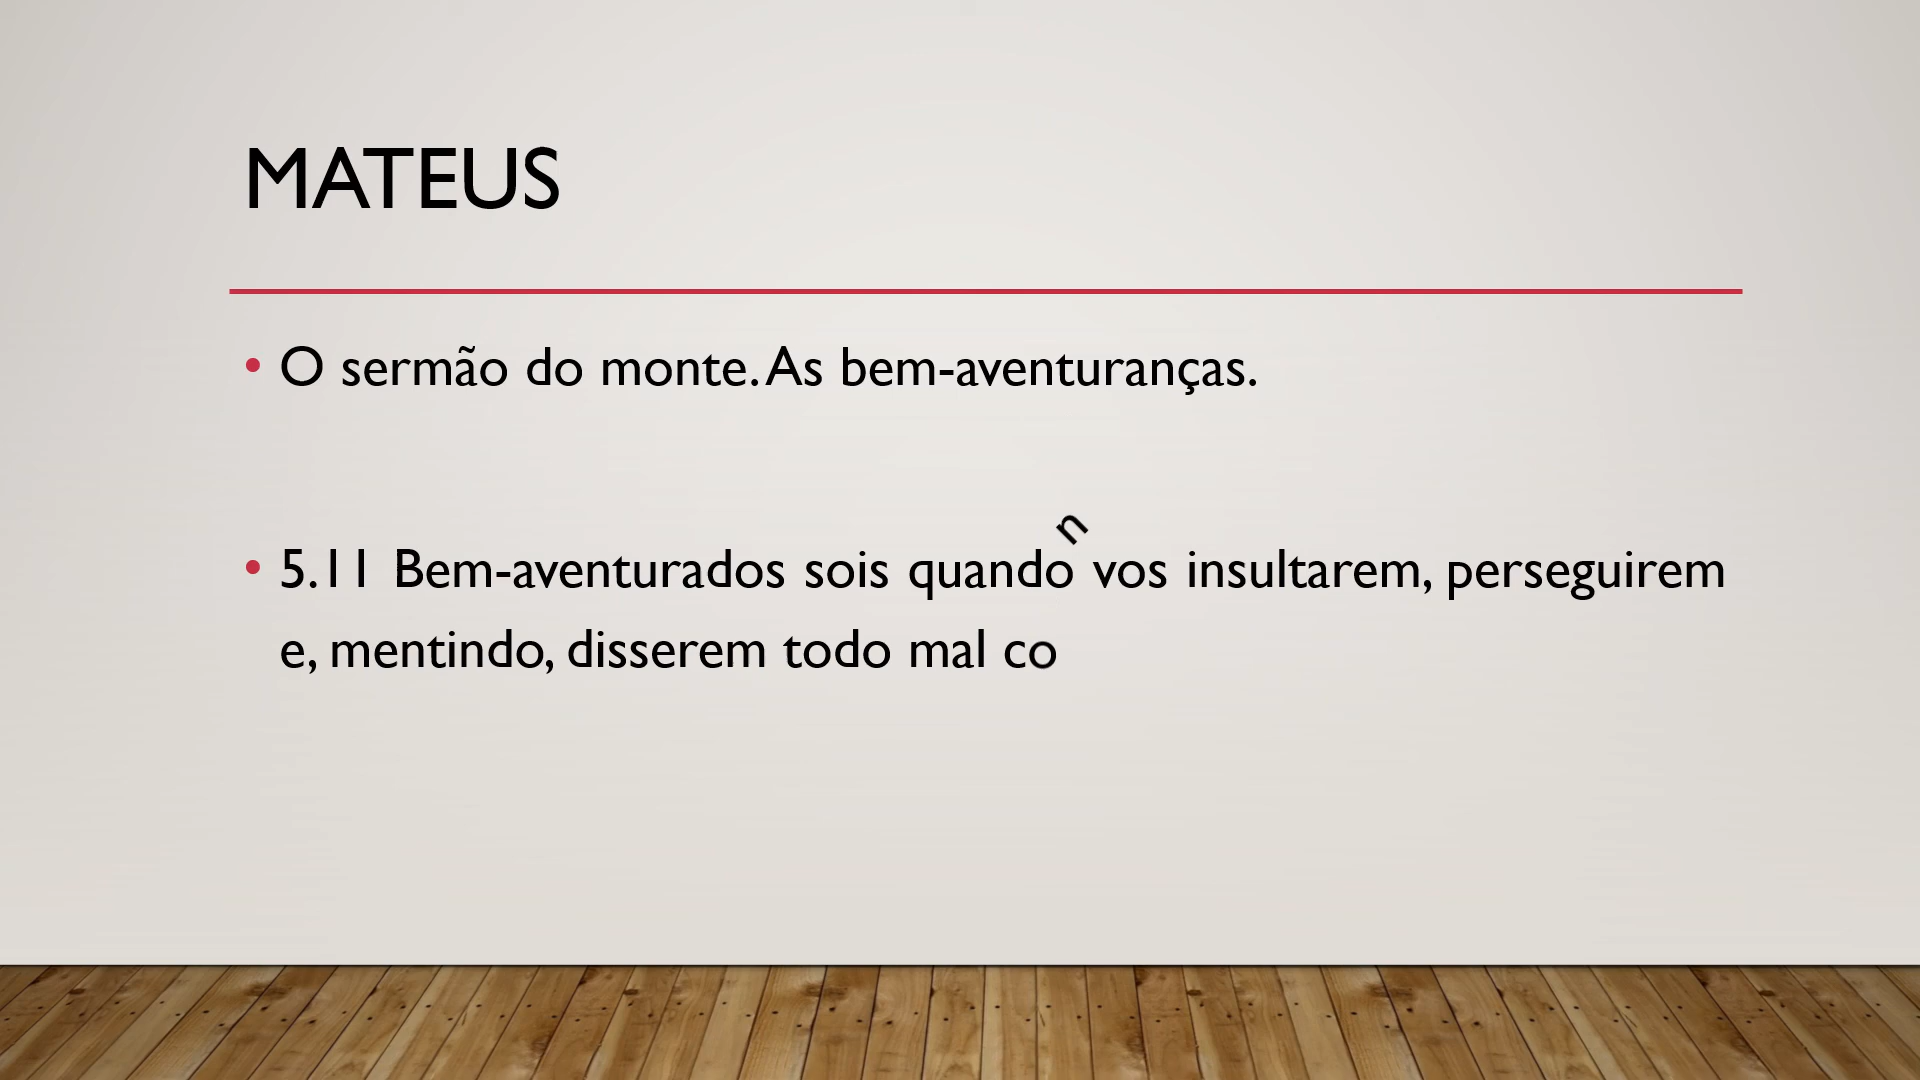 MATEUS
• O sermão do monte. As bem-aventuranças.
n
• 5.11 Bem-aventurados sois quando vos insultarem, perseguirem
e, mentindo, disserem todo mal co